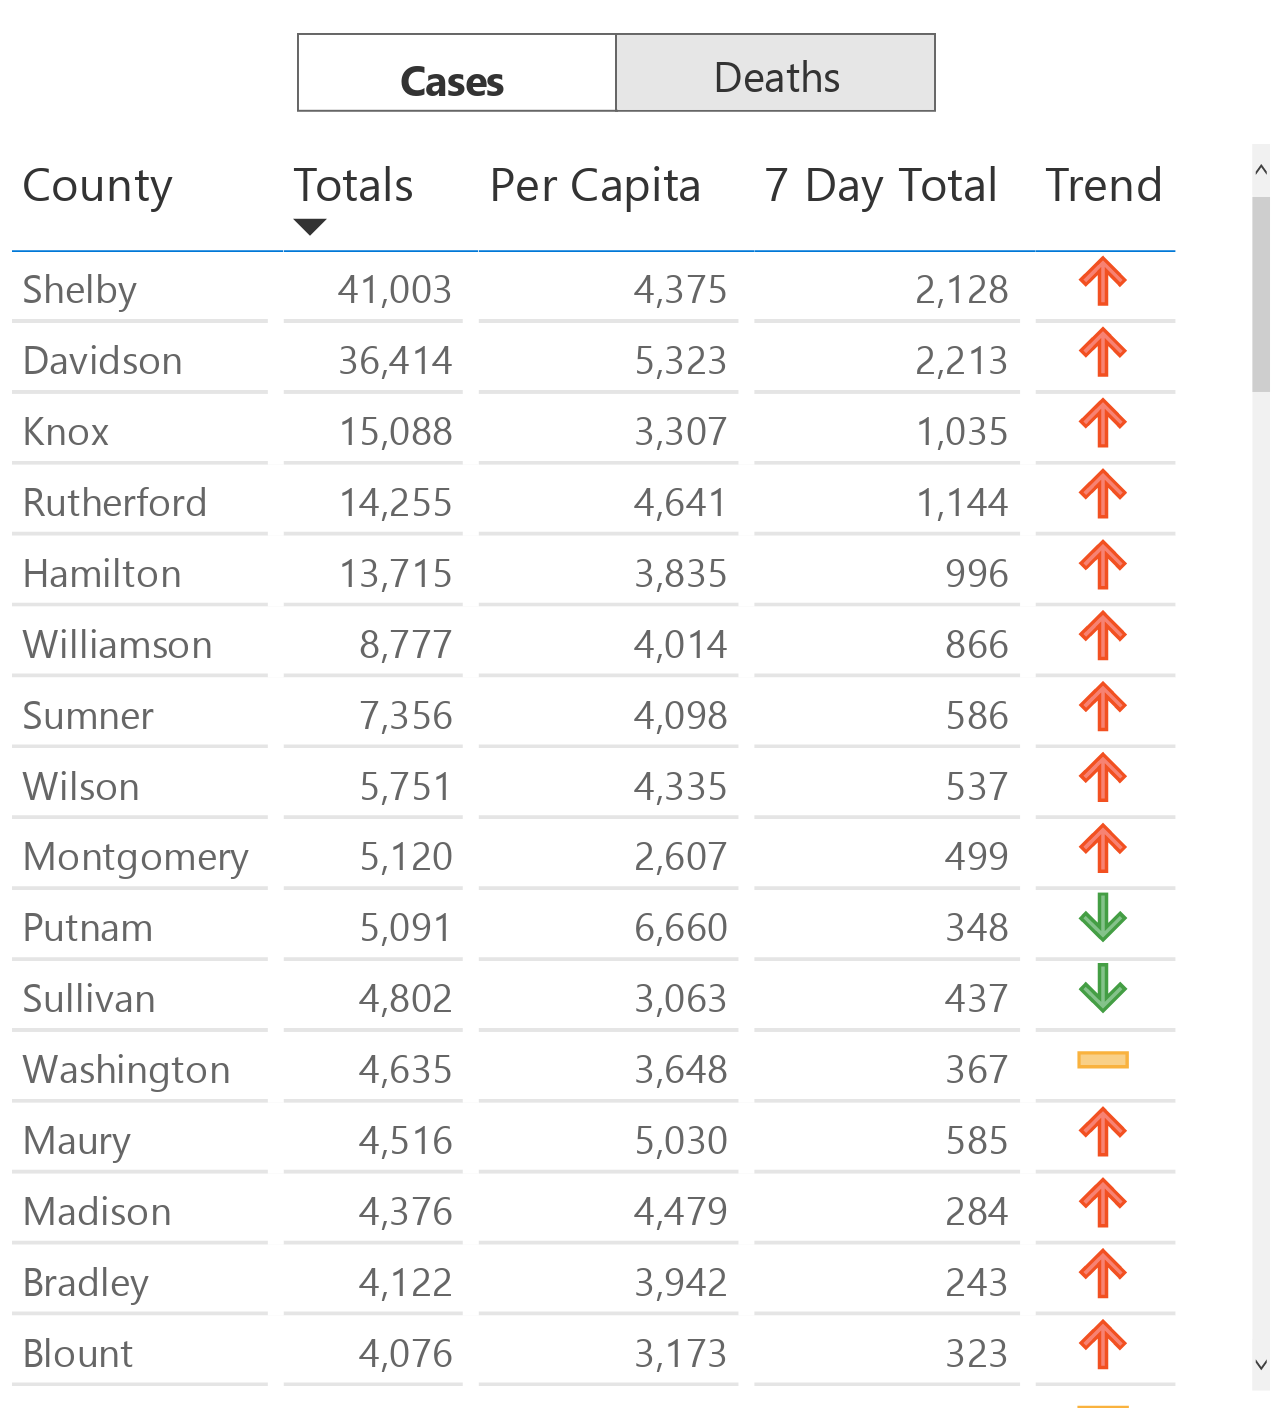 Cases Deaths
County Totals Per Capita 7 Day Total Trend
Shelby 41,003 4,375 2,128
Davidson 36,414 5,323 2,213
Knox 15,088 3,307 1,035
Rutherford 14,255 4,641 1,144
Hamilton 13,715 3,835 996
Williamson 8,777 4,014 866
Sumner 7,356 4,098 586
Wilson 5,751 4,335 537
Montgomery 5,120 2,607 499
Putnam 5,091 6,660 348
Sullivan 4,802 3,063 437
Washington 4,635 3,648 367
Maury 4,516 5,030 585
Madison 4,376 4,479 284
Bradley 4,122 3,942 243
Blount 4,076 3,173 323